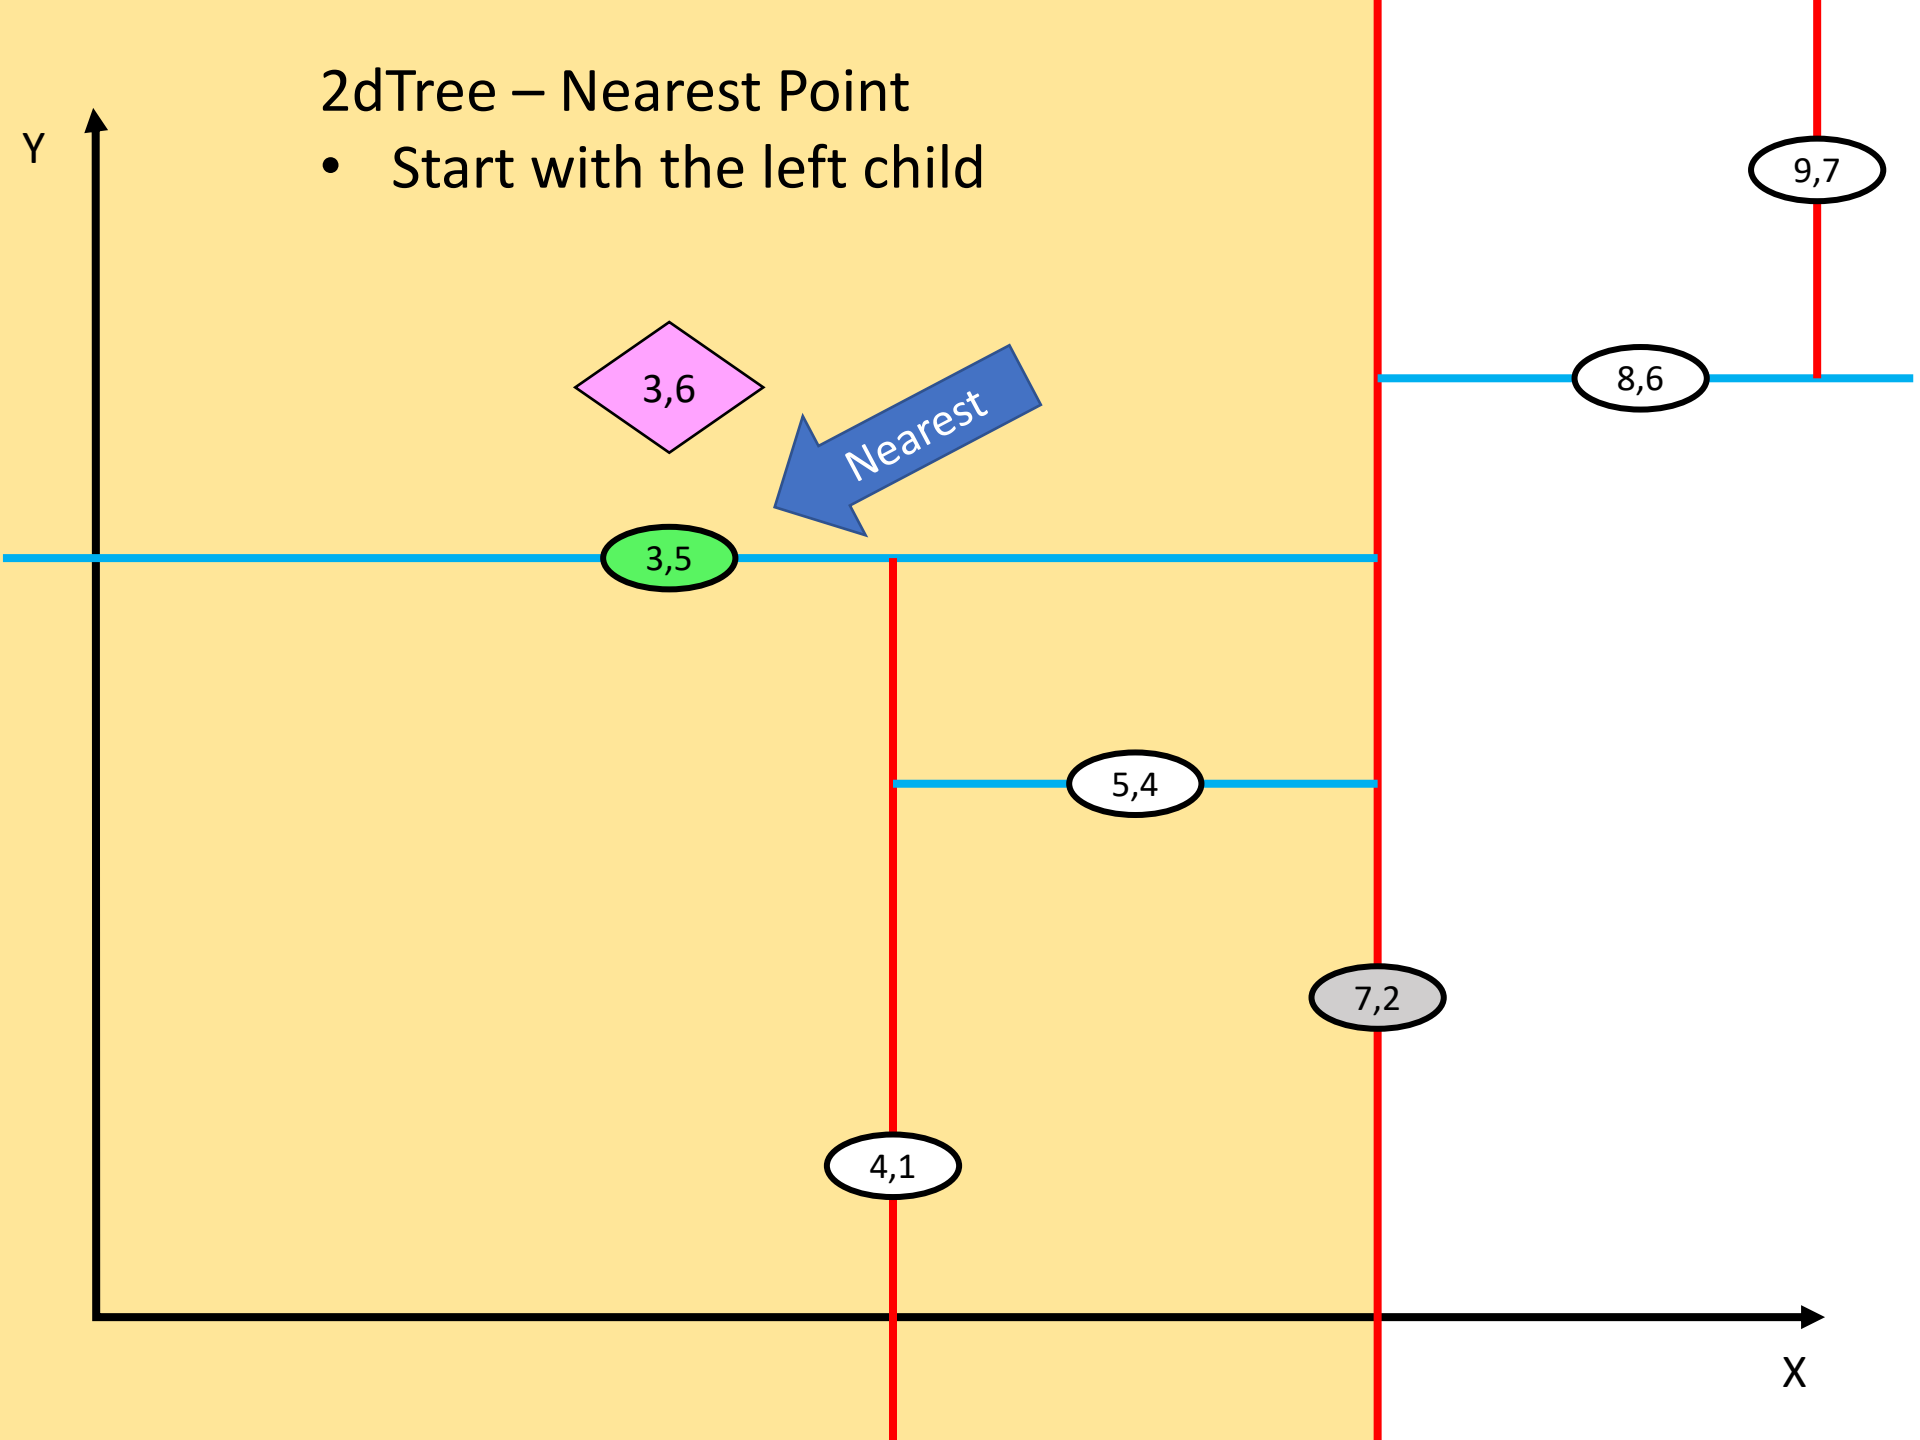 2dTree – Nearest Point
• Start with the left child
Y
9,7
3,6
8,6
Nearest
3,5
5,4
7,2
4,1
X